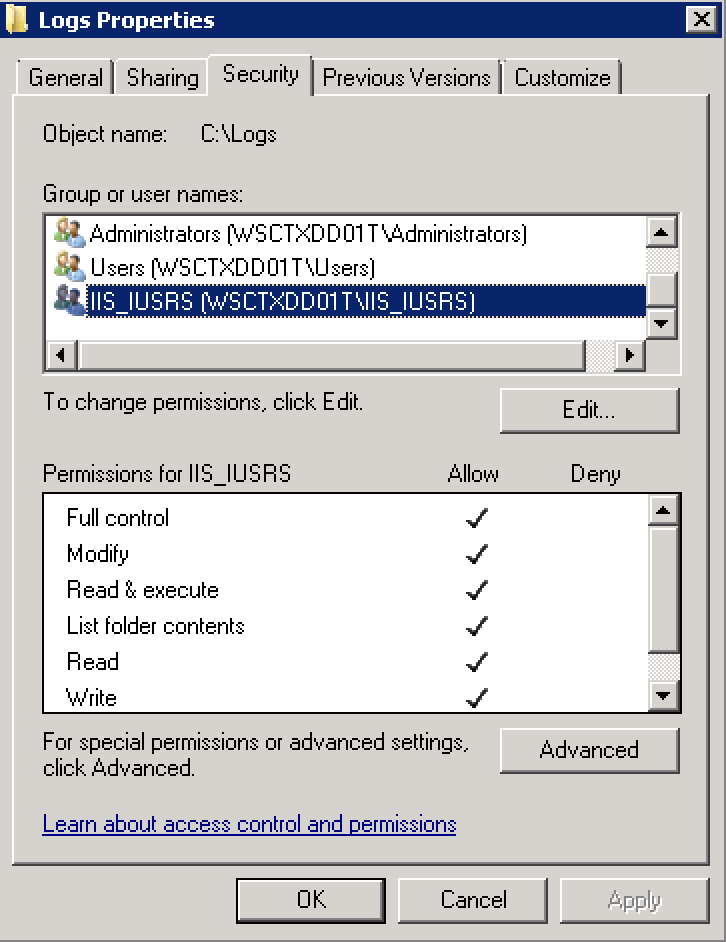 Logs Properties
General Sharing Security Previous Versions Customize
Object name: C:\Logs
Group or user names:
Administrators (WSCTXDD01T\Administrators)
Users (WSCTXDD01T\Users)
IIS_IUSRS (WSCTXDD01T\IIS_IUSRS)
To change permissions, click Edit.
Edit...
Permissions for IIS_IUSRS Allow Deny
Full control
Modify
Read & execute
List folder contents
Read
Write
For special permissions or advanced settings,
click Advanced.
Advanced
Learn about access control and permissions
OK Cancel Apply